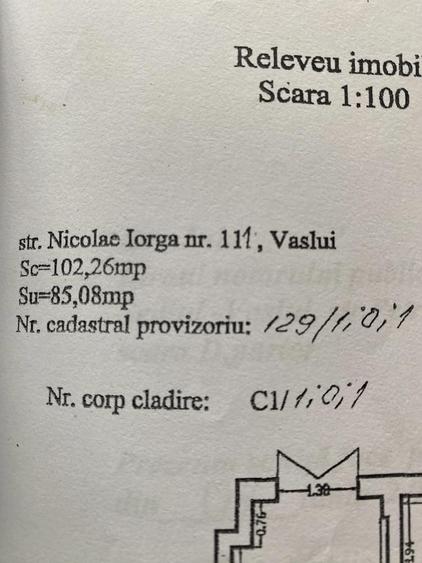 Releveu imobi
Scara 1:100
str. Nicolae Iorga nr. 111, Vaslui
Sc=102,26mp
Su=85,08mp
Nr. cadastral provizoriu: 129/1;0;1
Nr. corp cladire: C1/1;0;1
1.38
0.76
1.94